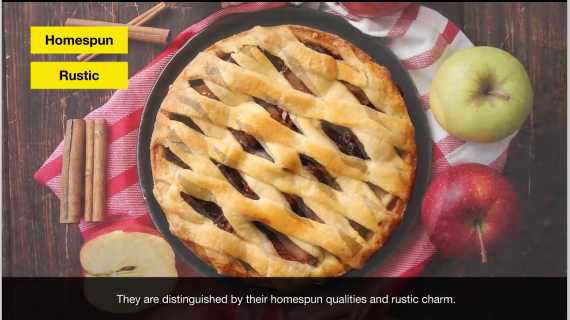 Homespun
Rustic
They are distinguished by their homespun qualities and rustic charm.